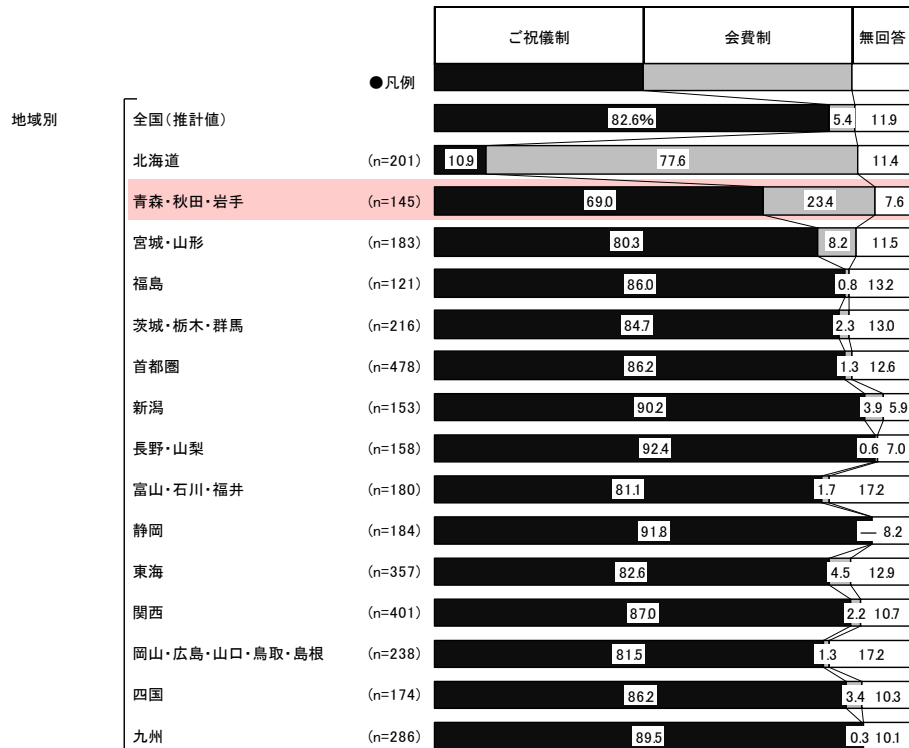 ご祝儀制 会費制 無回答
●凡例
地域別 全国(推計値) 82.6% 5.4 11.9
北海道 (n=201) 10.9 77.6 11.4
青森・秋田・岩手 (n=145) 69.0 23.4 7.6
宮城・山形 (n=183) 80.3 8.2 11.5
福島 (n=121) 86.0 0.8 13.2
茨城・栃木・群馬 (n=216) 84.7 2.3 13.0
首都圏 (n=478) 86.2 1.3 12.6
新潟 (n=153) 90.2 3.9 5.9
長野・山梨 (n=158) 92.4 0.6 7.0
富山・石川・福井 (n=180) 81.1 1.7 17.2
静岡 (n=184) 91.8 — 8.2
東海 (n=357) 82.6 4.5 12.9
関西 (n=401) 87.0 2.2 10.7
岡山・広島・山口・鳥取・島根 (n=238) 81.5 1.3 17.2
四国 (n=174) 86.2 3.4 10.3
九州 (n=286) 89.5 0.3 10.1